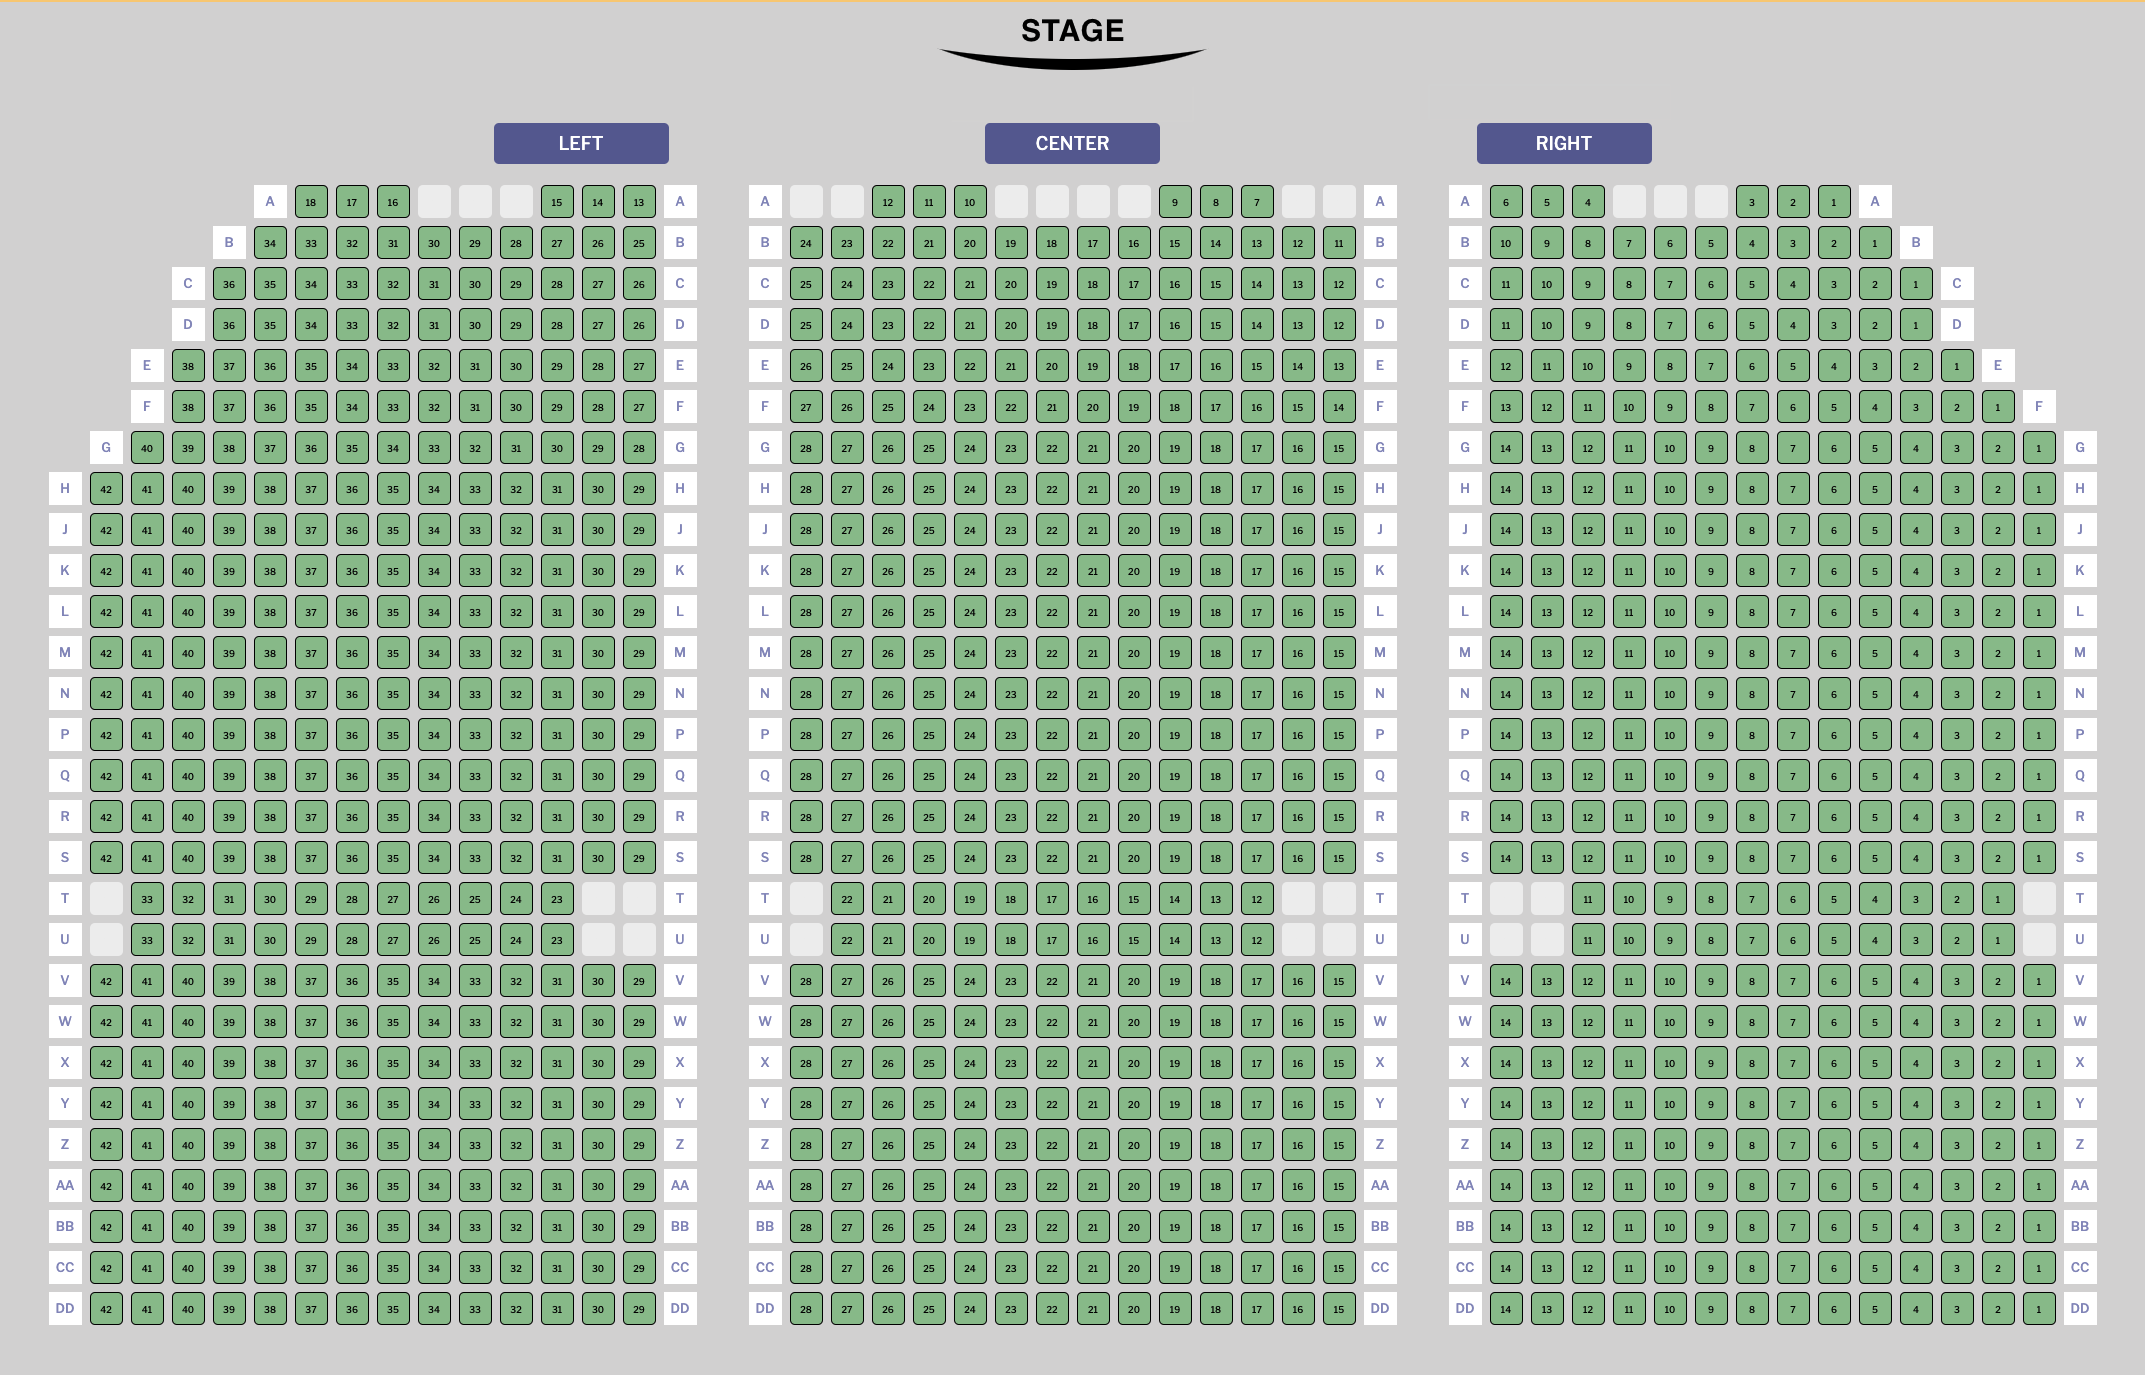 STAGE
LEFT CENTER RIGHT
A 18 17 16 15 14 13 A A 12 11 10 9 8 7 A A 6 5 4 3 2 1 A
B 34 33 32 31 30 29 28 27 26 25 B B 24 23 22 21 20 19 18 17 16 15 14 13 12 11 B B 10 9 8 7 6 5 4 3 2 1 B
C 36 35 34 33 32 31 30 29 28 27 26 C C 25 24 23 22 21 20 19 18 17 16 15 14 13 12 C C 11 10 9 8 7 6 5 4 3 2 1 C
D 36 35 34 33 32 31 30 29 28 27 26 D D 25 24 23 22 21 20 19 18 17 16 15 14 13 12 D D 11 10 9 8 7 6 5 4 3 2 1 D
E 38 37 36 35 34 33 32 31 30 29 28 27 E E 26 25 24 23 22 21 20 19 18 17 16 15 14 13 E E 12 11 10 9 8 7 6 5 4 3 2 1 E
F 38 37 36 35 34 33 32 31 30 29 28 27 F F 27 26 25 24 23 22 21 20 19 18 17 16 15 14 F F 13 12 11 10 9 8 7 6 5 4 3 2 1 F
G 40 39 38 37 36 35 34 33 32 31 30 29 28 G G 28 27 26 25 24 23 22 21 20 19 18 17 16 15 G G 14 13 12 11 10 9 8 7 6 5 4 3 2 1 G
H 42 41 40 39 38 37 36 35 34 33 32 31 30 29 H H 28 27 26 25 24 23 22 21 20 19 18 17 16 15 H H 14 13 12 11 10 9 8 7 6 5 4 3 2 1 H
J 42 41 40 39 38 37 36 35 34 33 32 31 30 29 J J 28 27 26 25 24 23 22 21 20 19 18 17 16 15 J J 14 13 12 11 10 9 8 7 6 5 4 3 2 1 J
K 42 41 40 39 38 37 36 35 34 33 32 31 30 29 K K 28 27 26 25 24 23 22 21 20 19 18 17 16 15 K K 14 13 12 11 10 9 8 7 6 5 4 3 2 1 K
L 42 41 40 39 38 37 36 35 34 33 32 31 30 29 L L 28 27 26 25 24 23 22 21 20 19 18 17 16 15 L L 14 13 12 11 10 9 8 7 6 5 4 3 2 1 L
M 42 41 40 39 38 37 36 35 34 33 32 31 30 29 M M 28 27 26 25 24 23 22 21 20 19 18 17 16 15 M M 14 13 12 11 10 9 8 7 6 5 4 3 2 1 M
N 42 41 40 39 38 37 36 35 34 33 32 31 30 29 N N 28 27 26 25 24 23 22 21 20 19 18 17 16 15 N N 14 13 12 11 10 9 8 7 6 5 4 3 2 1 N
P 42 41 40 39 38 37 36 35 34 33 32 31 30 29 P P 28 27 26 25 24 23 22 21 20 19 18 17 16 15 P P 14 13 12 11 10 9 8 7 6 5 4 3 2 1 P
Q 42 41 40 39 38 37 36 35 34 33 32 31 30 29 Q Q 28 27 26 25 24 23 22 21 20 19 18 17 16 15 Q Q 14 13 12 11 10 9 8 7 6 5 4 3 2 1 Q
R 42 41 40 39 38 37 36 35 34 33 32 31 30 29 R R 28 27 26 25 24 23 22 21 20 19 18 17 16 15 R R 14 13 12 11 10 9 8 7 6 5 4 3 2 1 R
S 42 41 40 39 38 37 36 35 34 33 32 31 30 29 S S 28 27 26 25 24 23 22 21 20 19 18 17 16 15 S S 14 13 12 11 10 9 8 7 6 5 4 3 2 1 S
T 33 32 31 30 29 28 27 26 25 24 23 T T 22 21 20 19 18 17 16 15 14 13 12 T T 11 10 9 8 7 6 5 4 3 2 1 T
U 33 32 31 30 29 28 27 26 25 24 23 U U 22 21 20 19 18 17 16 15 14 13 12 U U 11 10 9 8 7 6 5 4 3 2 1 U
V 42 41 40 39 38 37 36 35 34 33 32 31 30 29 V V 28 27 26 25 24 23 22 21 20 19 18 17 16 15 V V 14 13 12 11 10 9 8 7 6 5 4 3 2 1 V
W 42 41 40 39 38 37 36 35 34 33 32 31 30 29 W W 28 27 26 25 24 23 22 21 20 19 18 17 16 15 W W 14 13 12 11 10 9 8 7 6 5 4 3 2 1 W
X 42 41 40 39 38 37 36 35 34 33 32 31 30 29 X X 28 27 26 25 24 23 22 21 20 19 18 17 16 15 X X 14 13 12 11 10 9 8 7 6 5 4 3 2 1 X
Y 42 41 40 39 38 37 36 35 34 33 32 31 30 29 Y Y 28 27 26 25 24 23 22 21 20 19 18 17 16 15 Y Y 14 13 12 11 10 9 8 7 6 5 4 3 2 1 Y
Z 42 41 40 39 38 37 36 35 34 33 32 31 30 29 Z Z 28 27 26 25 24 23 22 21 20 19 18 17 16 15 Z Z 14 13 12 11 10 9 8 7 6 5 4 3 2 1 Z
AA 42 41 40 39 38 37 36 35 34 33 32 31 30 29 AA AA 28 27 26 25 24 23 22 21 20 19 18 17 16 15 AA AA 14 13 12 11 10 9 8 7 6 5 4 3 2 1 AA
BB 42 41 40 39 38 37 36 35 34 33 32 31 30 29 BB BB 28 27 26 25 24 23 22 21 20 19 18 17 16 15 BB BB 14 13 12 11 10 9 8 7 6 5 4 3 2 1 BB
CC 42 41 40 39 38 37 36 35 34 33 32 31 30 29 CC CC 28 27 26 25 24 23 22 21 20 19 18 17 16 15 CC CC 14 13 12 11 10 9 8 7 6 5 4 3 2 1 CC
DD 42 41 40 39 38 37 36 35 34 33 32 31 30 29 DD DD 28 27 26 25 24 23 22 21 20 19 18 17 16 15 DD DD 14 13 12 11 10 9 8 7 6 5 4 3 2 1 DD